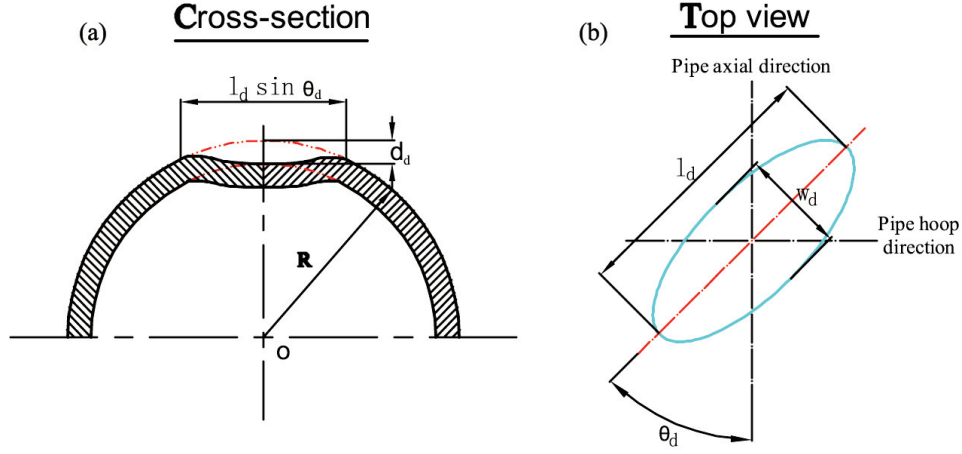 (a)
Cross-section
l_d sin θ_d
d_d
R
O
(b)
Top view
Pipe axial direction
l_d
w_d
Pipe hoop
direction
θ_d